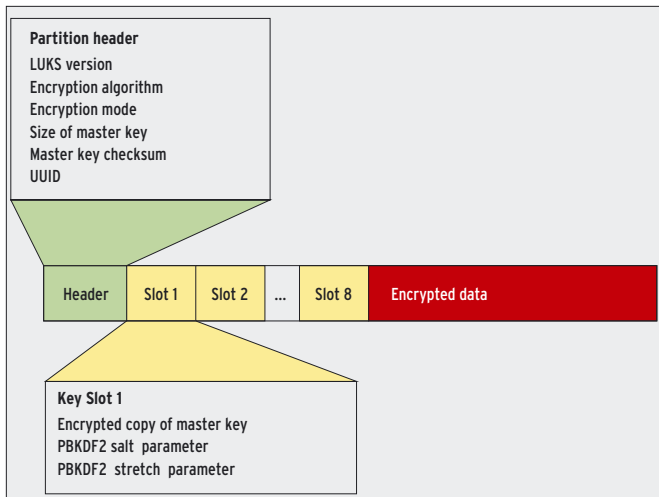 Partition header
LUKS version
Encryption algorithm
Encryption mode
Size of master key
Master key checksum
UUID
Header
Slot 1
Slot 2
...
Slot 8
Encrypted data
Key Slot 1
Encrypted copy of master key
PBKDF2 salt parameter
PBKDF2 stretch parameter